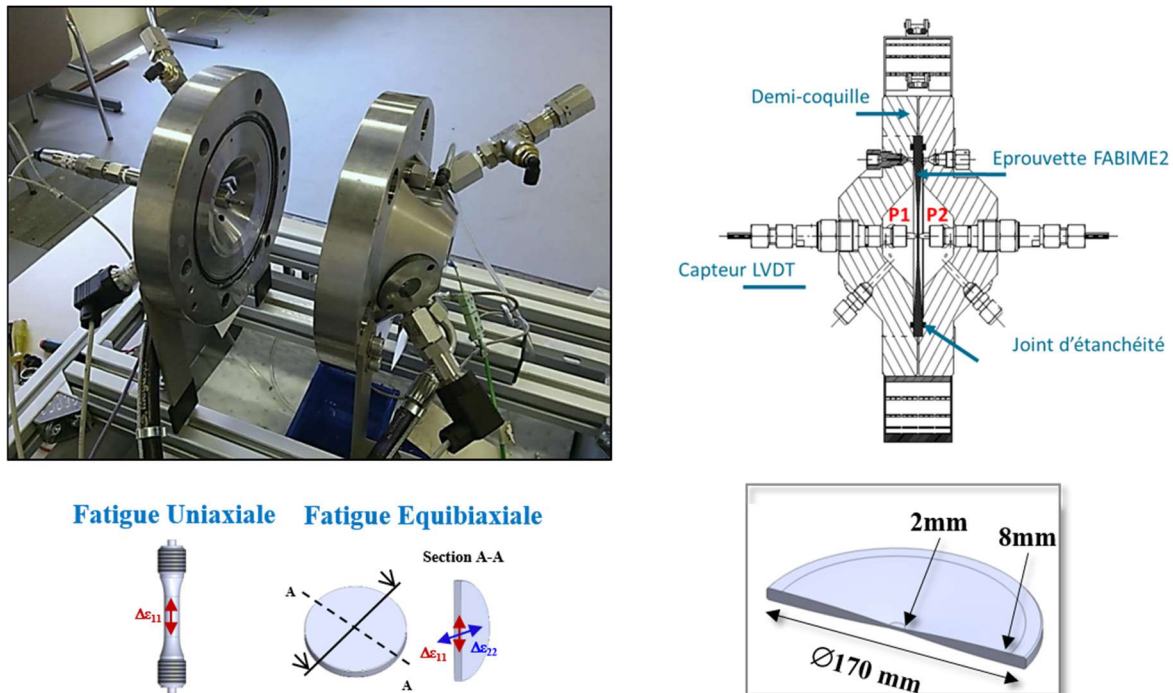 Demi-coquille
Eprouvette FABIME2
P1 P2
Capteur LVDT
Joint d'étanchéité
Fatigue Uniaxiale
Fatigue Equibiaxiale
Section A-A
A
Δε11
Δε11
Δε22
A
2mm
8mm
Ø170 mm